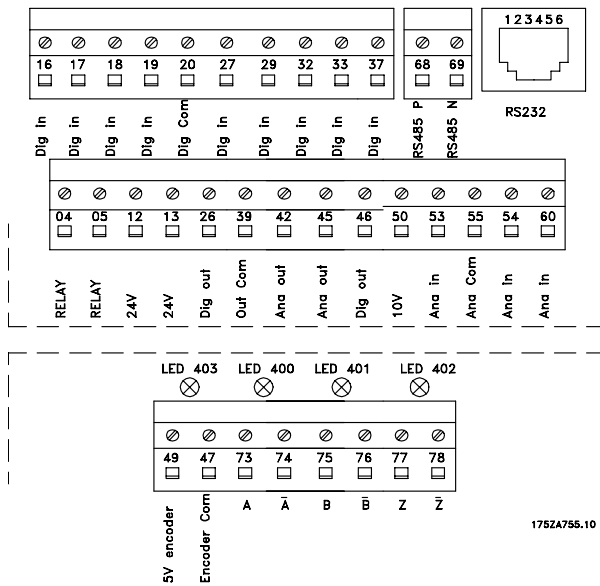 1 2 3 4 5 6
16 17 18 19 20 27 29 32 33 37 68 69
RS232
Dig in Dig in Dig in Dig in Dig Com Dig in Dig in Dig in Dig in Dig in RS485 P RS485 N
04 05 12 13 26 39 42 45 46 50 53 55 54 60
RELAY RELAY 24V 24V Dig out Out Com Ana out Ana out Dig out 10V Ana in Ana Com Ana in Ana in
LED 403 LED 400 LED 401 LED 402
49 47 73 74 75 76 77 78
5V encoder Encoder Com A A̅ B B̅ Z Z̅
175ZA755.10